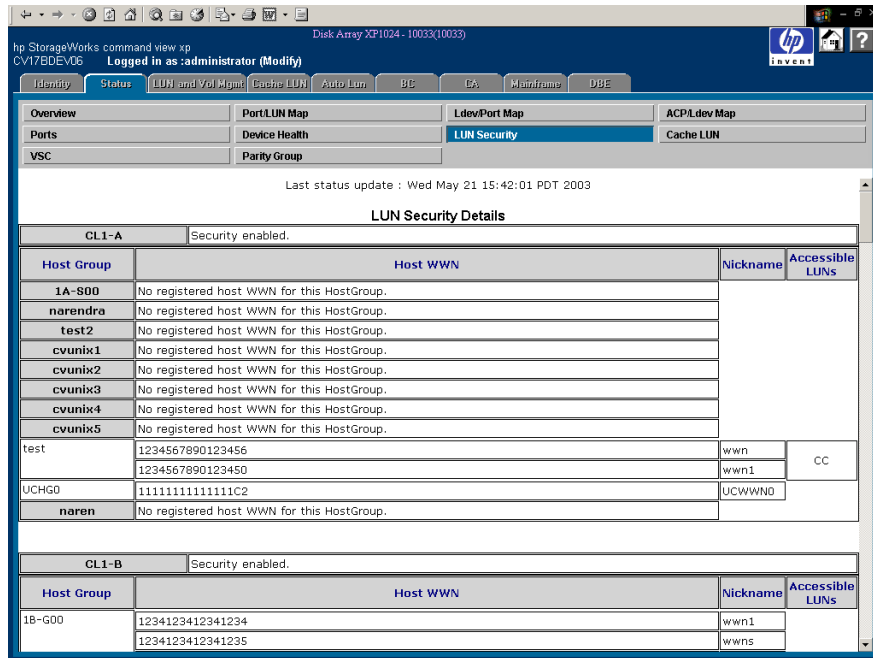 Disk Array XP1024 - 10033(10033)
hp StorageWorks command view xp
CV17BDEV06 Logged in as :administrator (Modify)
hp
invent
?
Identity Status LUN and Vol Mgmt Cache LUN Auto Lun BC CA Mainframe DBE
Overview Port/LUN Map Ldev/Port Map ACP/Ldev Map
Ports Device Health LUN Security Cache LUN
VSC Parity Group
Last status update : Wed May 21 15:42:01 PDT 2003
LUN Security Details
CL1-A Security enabled.
Host Group Host WWN Nickname Accessible LUNs
1A-S00 No registered host WWN for this HostGroup.
narendra No registered host WWN for this HostGroup.
test2 No registered host WWN for this HostGroup.
cvunix1 No registered host WWN for this HostGroup.
cvunix2 No registered host WWN for this HostGroup.
cvunix3 No registered host WWN for this HostGroup.
cvunix4 No registered host WWN for this HostGroup.
cvunix5 No registered host WWN for this HostGroup.
test 1234567890123456 wwn CC
1234567890123450 wwn1
UCHG0 11111111111111C2 UCWWN0
naren No registered host WWN for this HostGroup.
CL1-B Security enabled.
Host Group Host WWN Nickname Accessible LUNs
1B-G00 1234123412341234 wwn1
1234123412341235 wwns